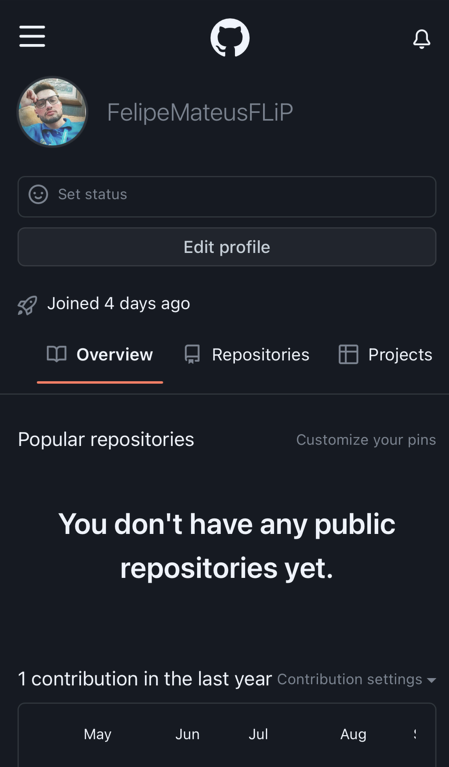 FelipeMateusFLiP
Set status
Edit profile
Joined 4 days ago
Overview Repositories Projects
Popular repositories Customize your pins
You don't have any public
repositories yet.
1 contribution in the last year Contribution settings
May Jun Jul Aug